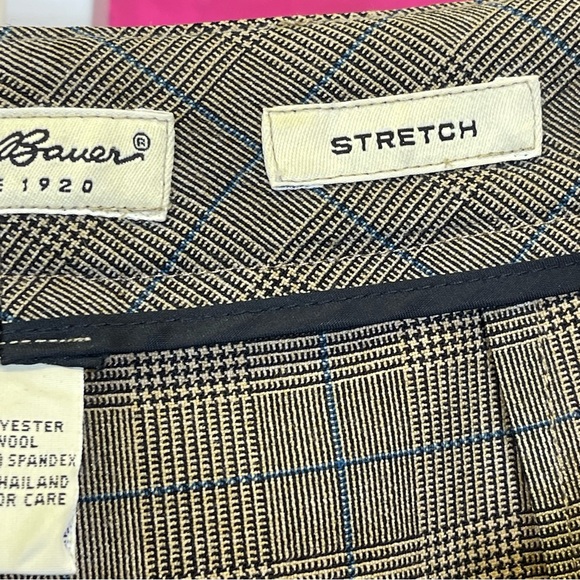 Bauer®
E 1920
STRETCH
YESTER
WOOL
SPANDEX
HAILAND
OR CARE